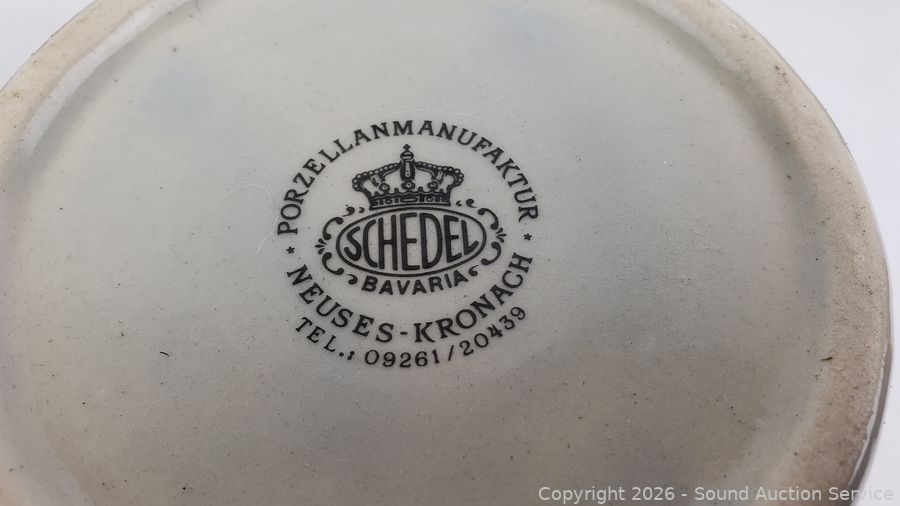 PORZELLANMANUFAKTUR
SCHEDEL
BAVARIA
* NEUSES-KRONACH *
TEL.: 09261/20439
Copyright 2026 - Sound Auction Service